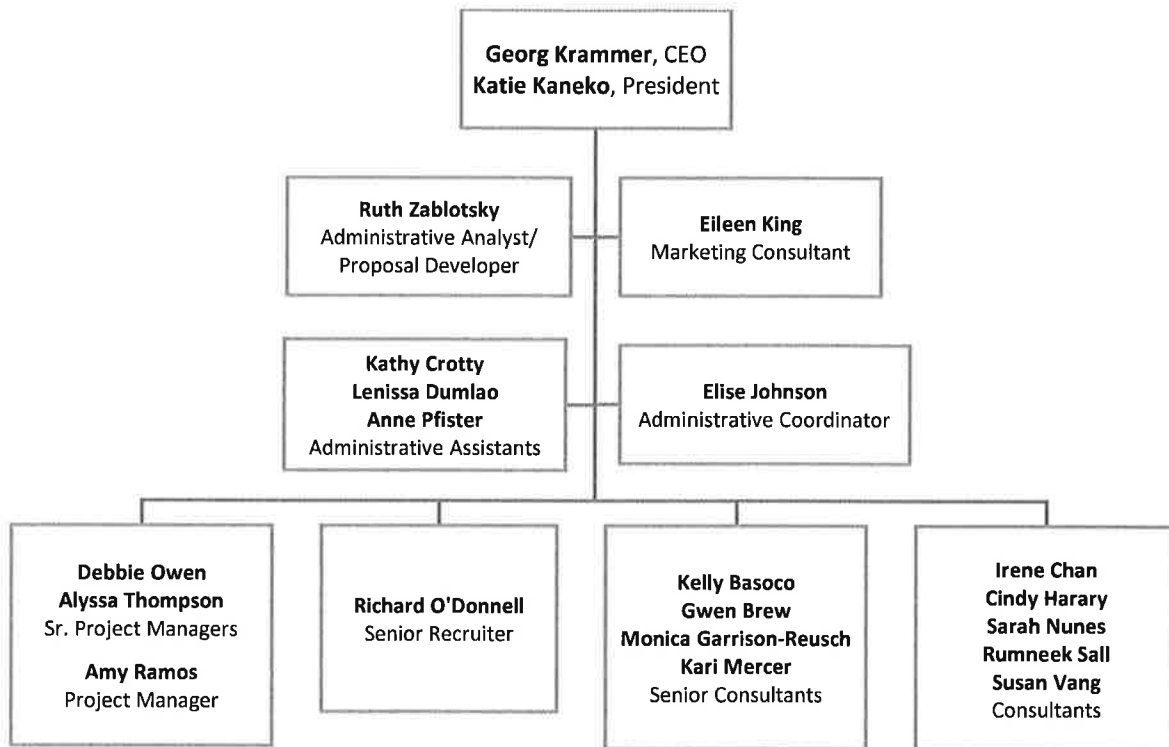 Georg Krammer, CEO
Katie Kaneko, President
Ruth Zablotsky
Administrative Analyst/
Proposal Developer
Eileen King
Marketing Consultant
Kathy Crotty
Lenissa Dumlao
Anne Pfister
Administrative Assistants
Elise Johnson
Administrative Coordinator
Debbie Owen
Alyssa Thompson
Sr. Project Managers
Amy Ramos
Project Manager
Richard O'Donnell
Senior Recruiter
Kelly Basoco
Gwen Brew
Monica Garrison-Reusch
Kari Mercer
Senior Consultants
Irene Chan
Cindy Harary
Sarah Nunes
Rumneek Sall
Susan Vang
Consultants